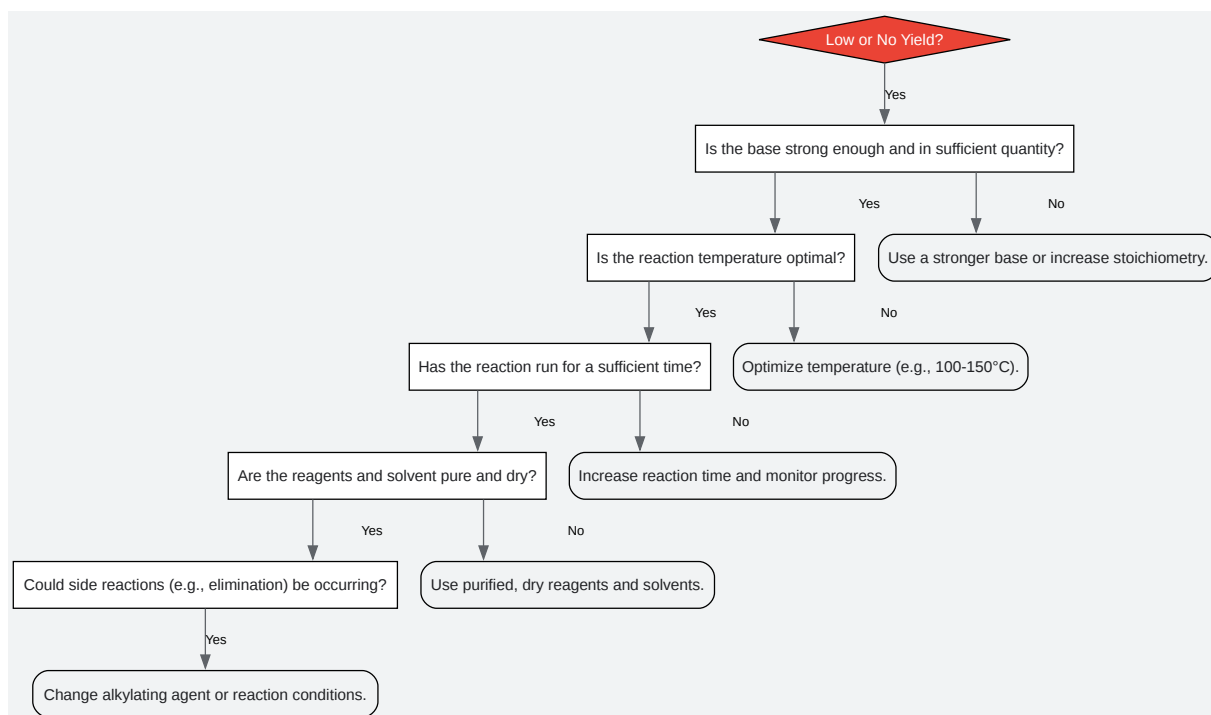 Low or No Yield?
Yes
Is the base strong enough and in sufficient quantity?
Yes
No
Is the reaction temperature optimal?
Use a stronger base or increase stoichiometry.
Yes
No
Has the reaction run for a sufficient time?
Optimize temperature (e.g., 100-150°C).
Yes
No
Are the reagents and solvent pure and dry?
Increase reaction time and monitor progress.
Yes
No
Could side reactions (e.g., elimination) be occurring?
Use purified, dry reagents and solvents.
Yes
Change alkylating agent or reaction conditions.